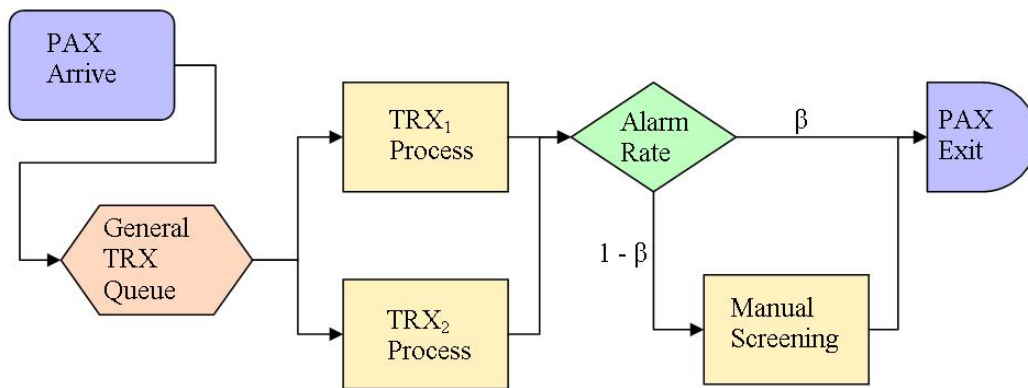 PAX
Arrive
General
TRX
Queue
TRX₁
Process
TRX₂
Process
Alarm
Rate
β
1 - β
Manual
Screening
PAX
Exit